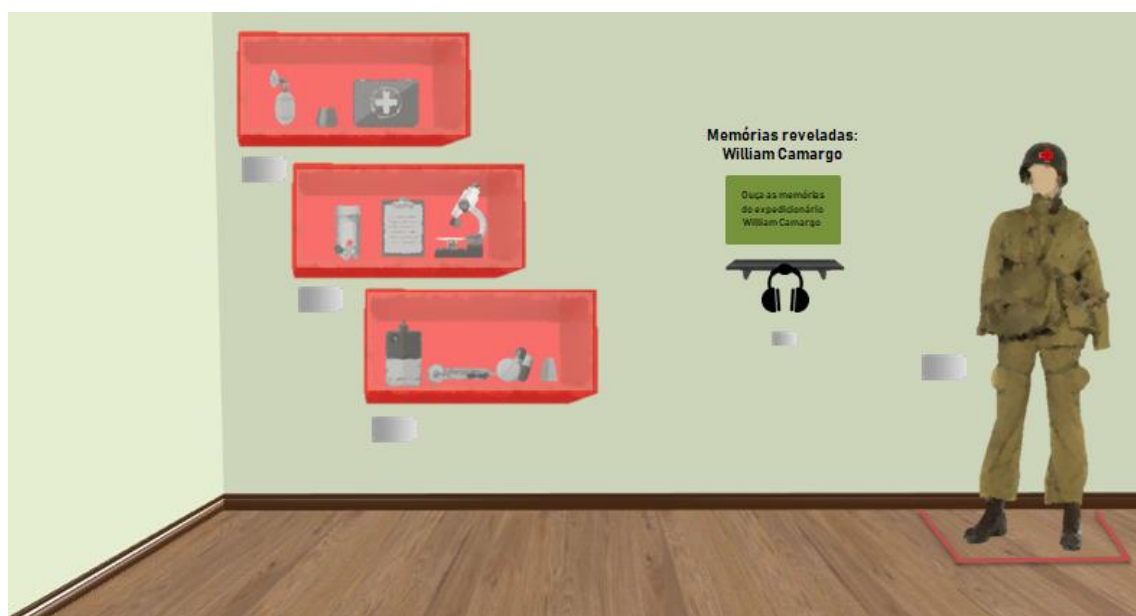 Memórias reveladas:
William Camargo
Ouça as memórias
do expedicionário
William Camargo